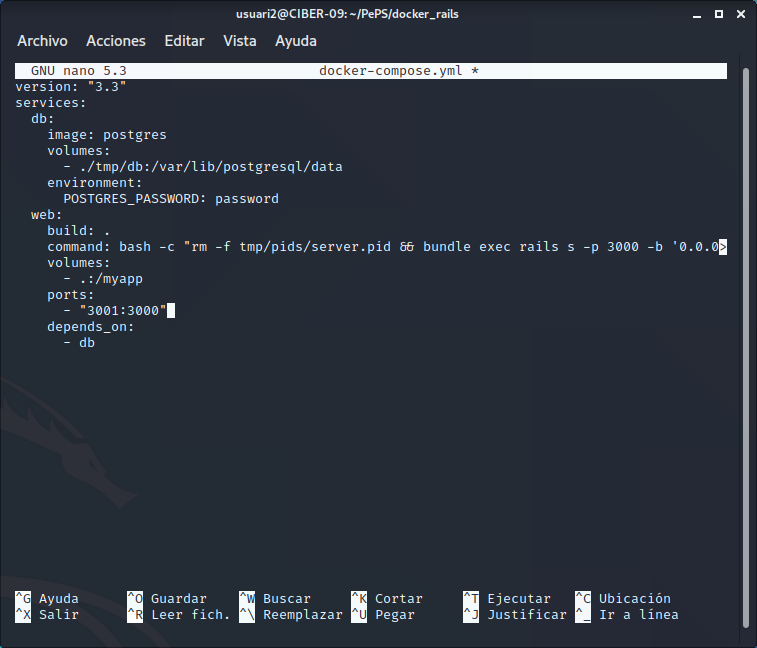 usuari2@CIBER-09: ~/PePS/docker_rails
Archivo Acciones Editar Vista Ayuda
GNU nano 5.3 docker-compose.yml *
version: "3.3"
services:
  db:
    image: postgres
    volumes:
      - ./tmp/db:/var/lib/postgresql/data
    environment:
      POSTGRES_PASSWORD: password
  web:
    build: .
    command: bash -c "rm -f tmp/pids/server.pid && bundle exec rails s -p 3000 -b '0.0.0>
    volumes:
      - .:/myapp
    ports:
      - "3001:3000"
    depends_on:
      - db
^G Ayuda ^O Guardar ^W Buscar ^K Cortar ^T Ejecutar ^C Ubicación
^X Salir ^R Leer fich. ^\ Reemplazar ^U Pegar ^J Justificar ^_ Ir a línea